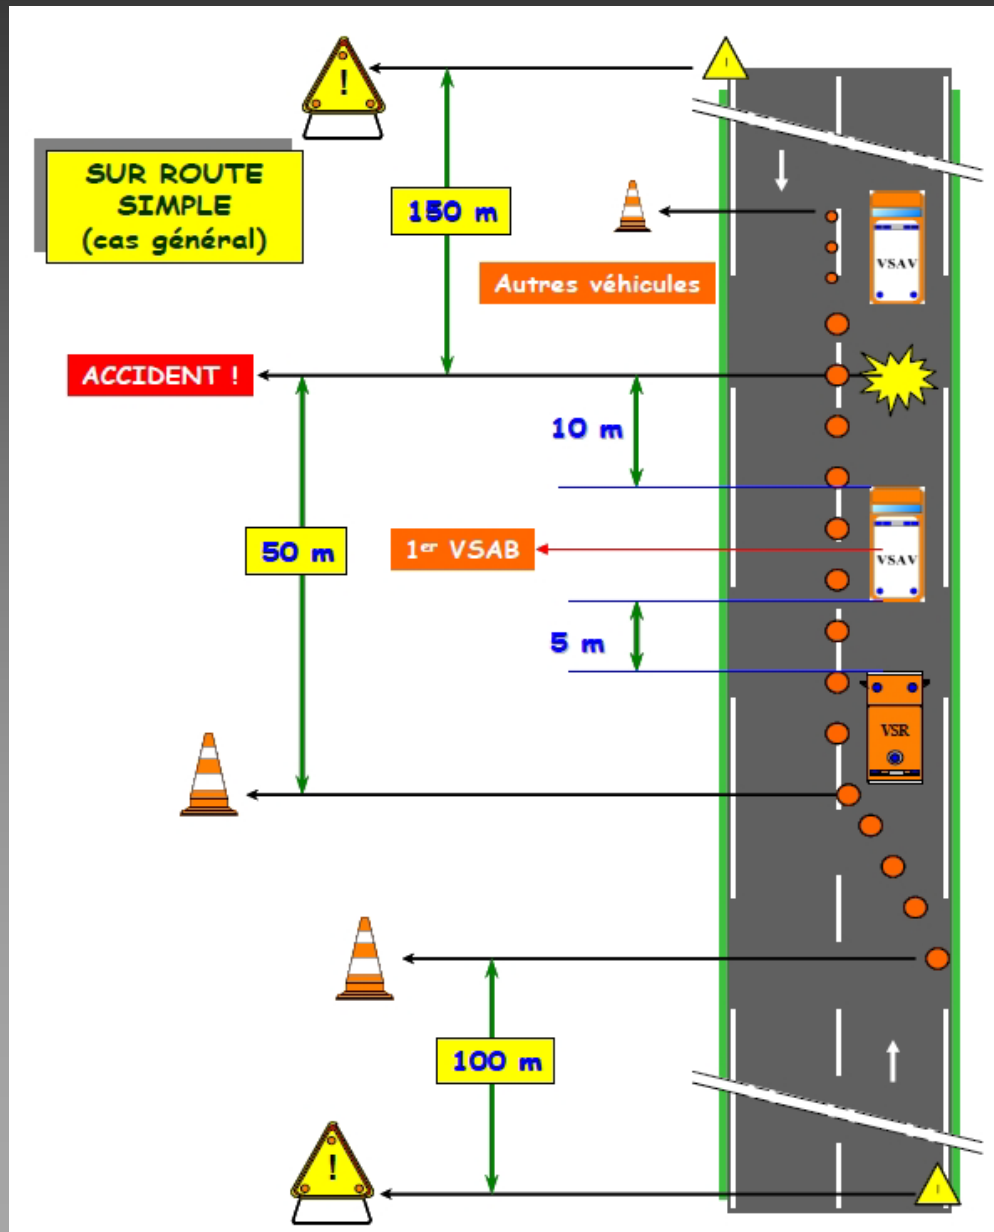 !
!
SUR ROUTE
SIMPLE
(cas général)
150 m
VSAV
Autres véhicules
ACCIDENT !
10 m
50 m
1er VSAB
VSAV
5 m
VSR
100 m
!
!